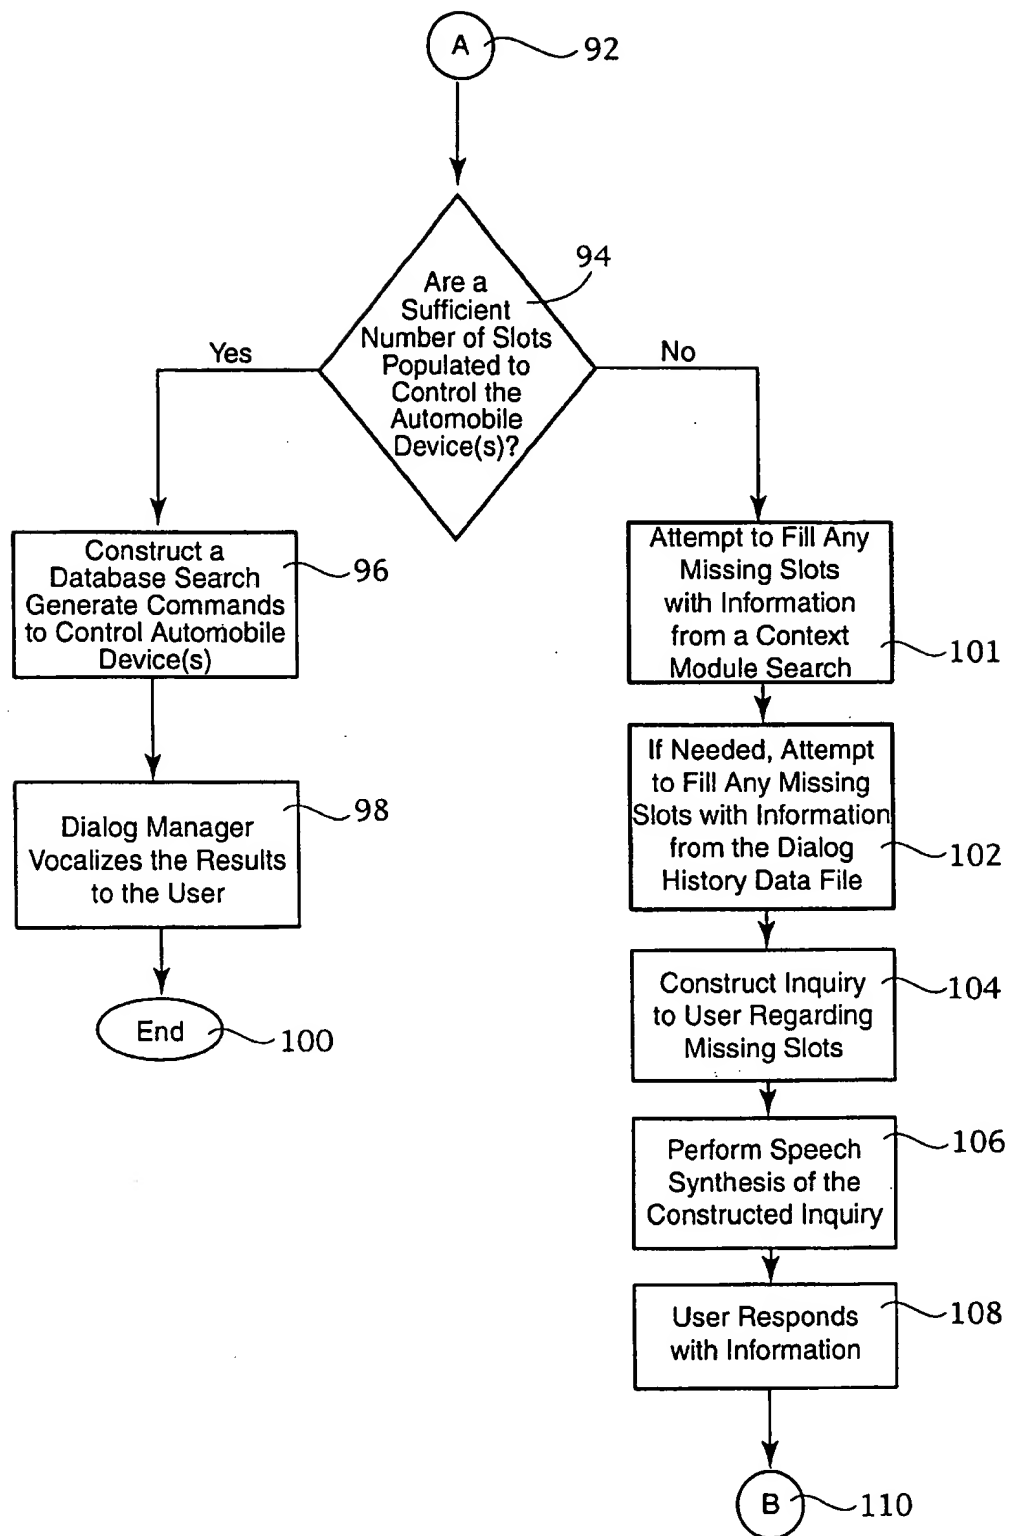 A
92
94
Are a
Sufficient
Number of Slots
Populated to
Control the
Automobile
Device(s)?
Yes
No
Construct a
Database Search
Generate Commands
to Control Automobile
Device(s)
96
Dialog Manager
Vocalizes the Results
to the User
98
End
100
Attempt to Fill Any
Missing Slots
with Information
from a Context
Module Search
101
If Needed, Attempt
to Fill Any Missing
Slots with Information
from the Dialog
History Data File
102
Construct Inquiry
to User Regarding
Missing Slots
104
Perform Speech
Synthesis of the
Constructed Inquiry
106
User Responds
with Information
108
B
110